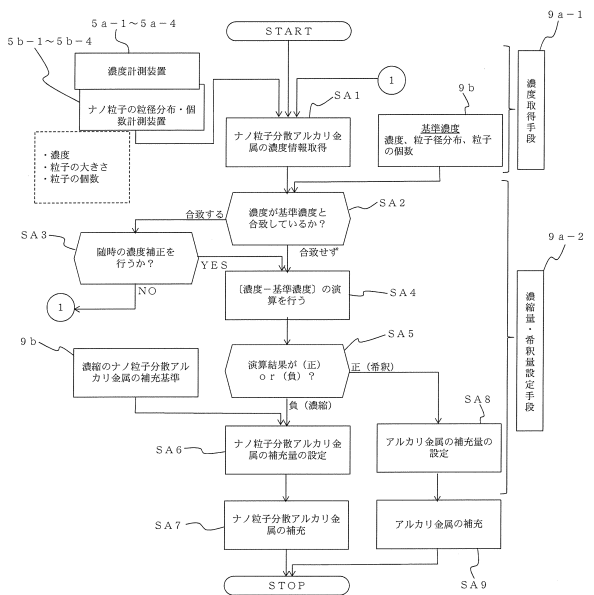 9a-1
5a-1～5a-4
START
5b-1～5b-4
濃度計測装置
ナノ粒子の粒径分布・個
数計測装置
・濃度
・粒子の大きさ
・粒子の個数
1
SA1
ナノ粒子分散アルカリ金
属の濃度情報取得
9b
基準濃度
濃度、粒子径分布、粒子
の個数
濃度取得手段
SA2
濃度が基準濃度と
合致しているか？
合致する
合致せず
SA3
随時の濃度補正を
行うか？
YES
NO
1
〔濃度－基準濃度〕の演
算を行う
SA4
9a-2
濃縮量・希釈量設定手段
SA5
演算結果が（正）
or（負）？
正（希釈）
負（濃縮）
9b
濃縮のナノ粒子分散アル
カリ金属の補充基準
SA6
ナノ粒子分散アルカリ金
属の補充量の設定
SA8
アルカリ金属の補充量の
設定
SA7
ナノ粒子分散アルカリ金
属の補充
アルカリ金属の補充
SA9
STOP